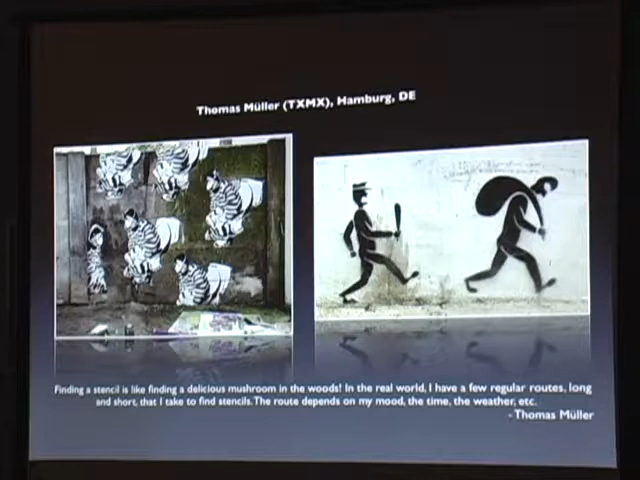 Thomas Müller (TXMX), Hamburg, DE
Finding a stencil is like finding a delicious mushroom in the woods! In the real world, I have a few regular routes, long
and short, that I take to find stencils. The route depends on my mood, the time, the weather, etc.
- Thomas Müller